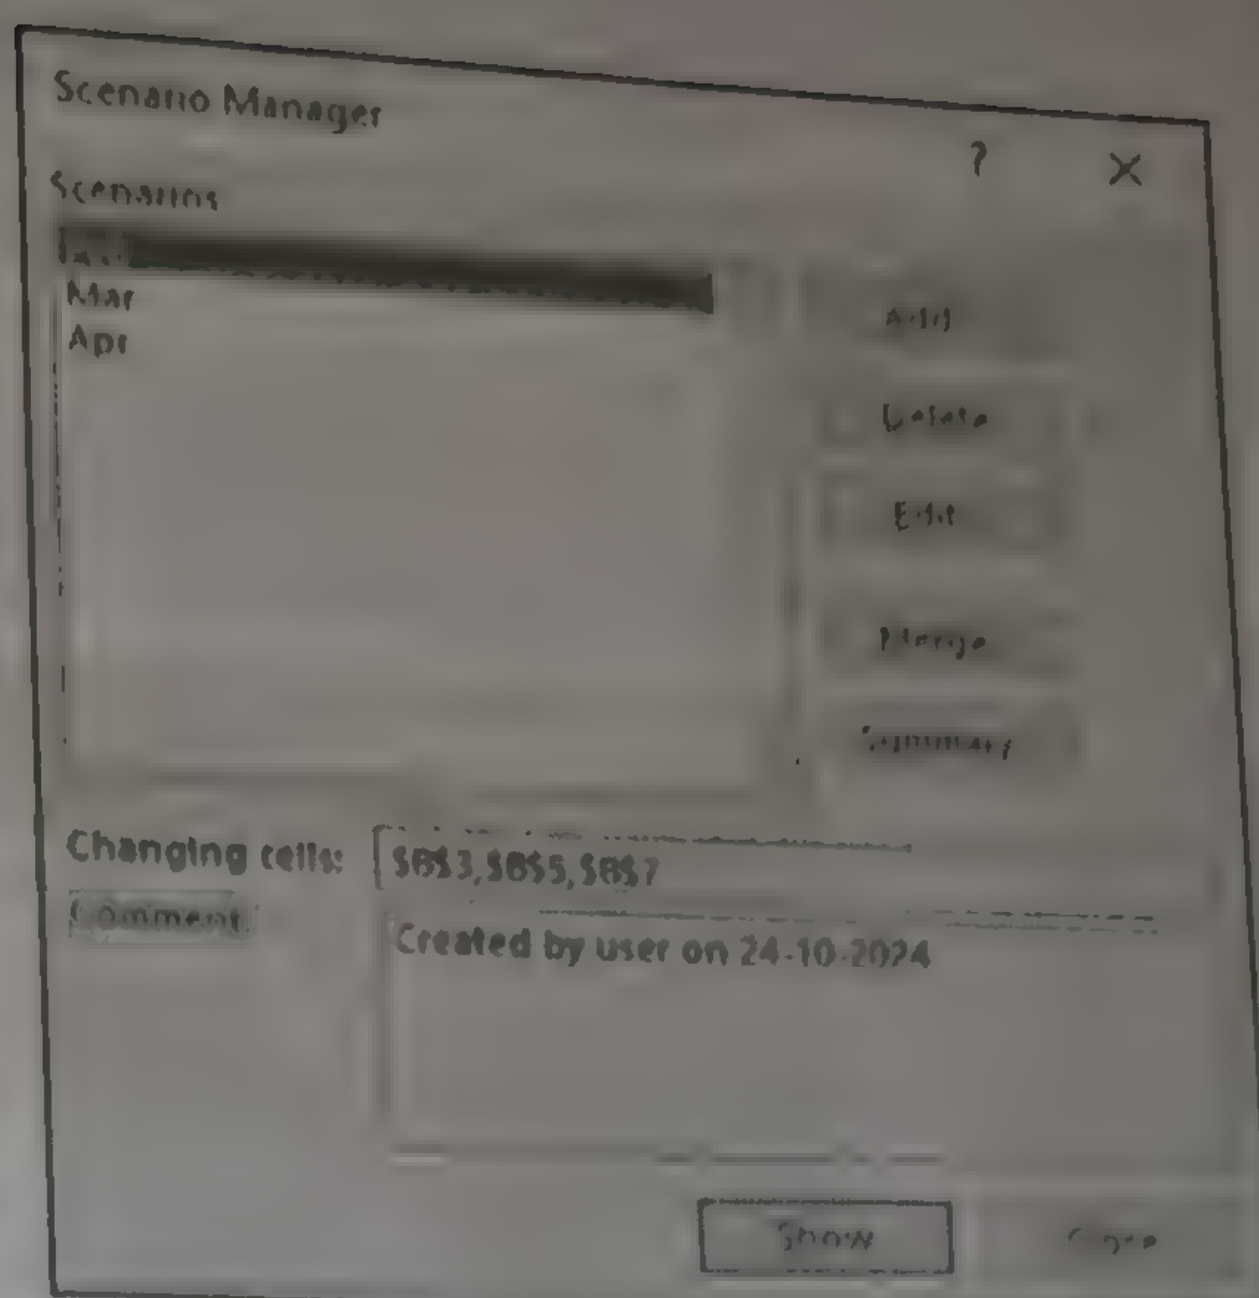 Scenario Manager
? ×
Scenarios
Mar
Apr
Add
Delete
Edit
Merge
Summary
Changing cells: $B$3,$B$5,$B$7
Comment:
Created by user on 24-10-2024
Show
Close